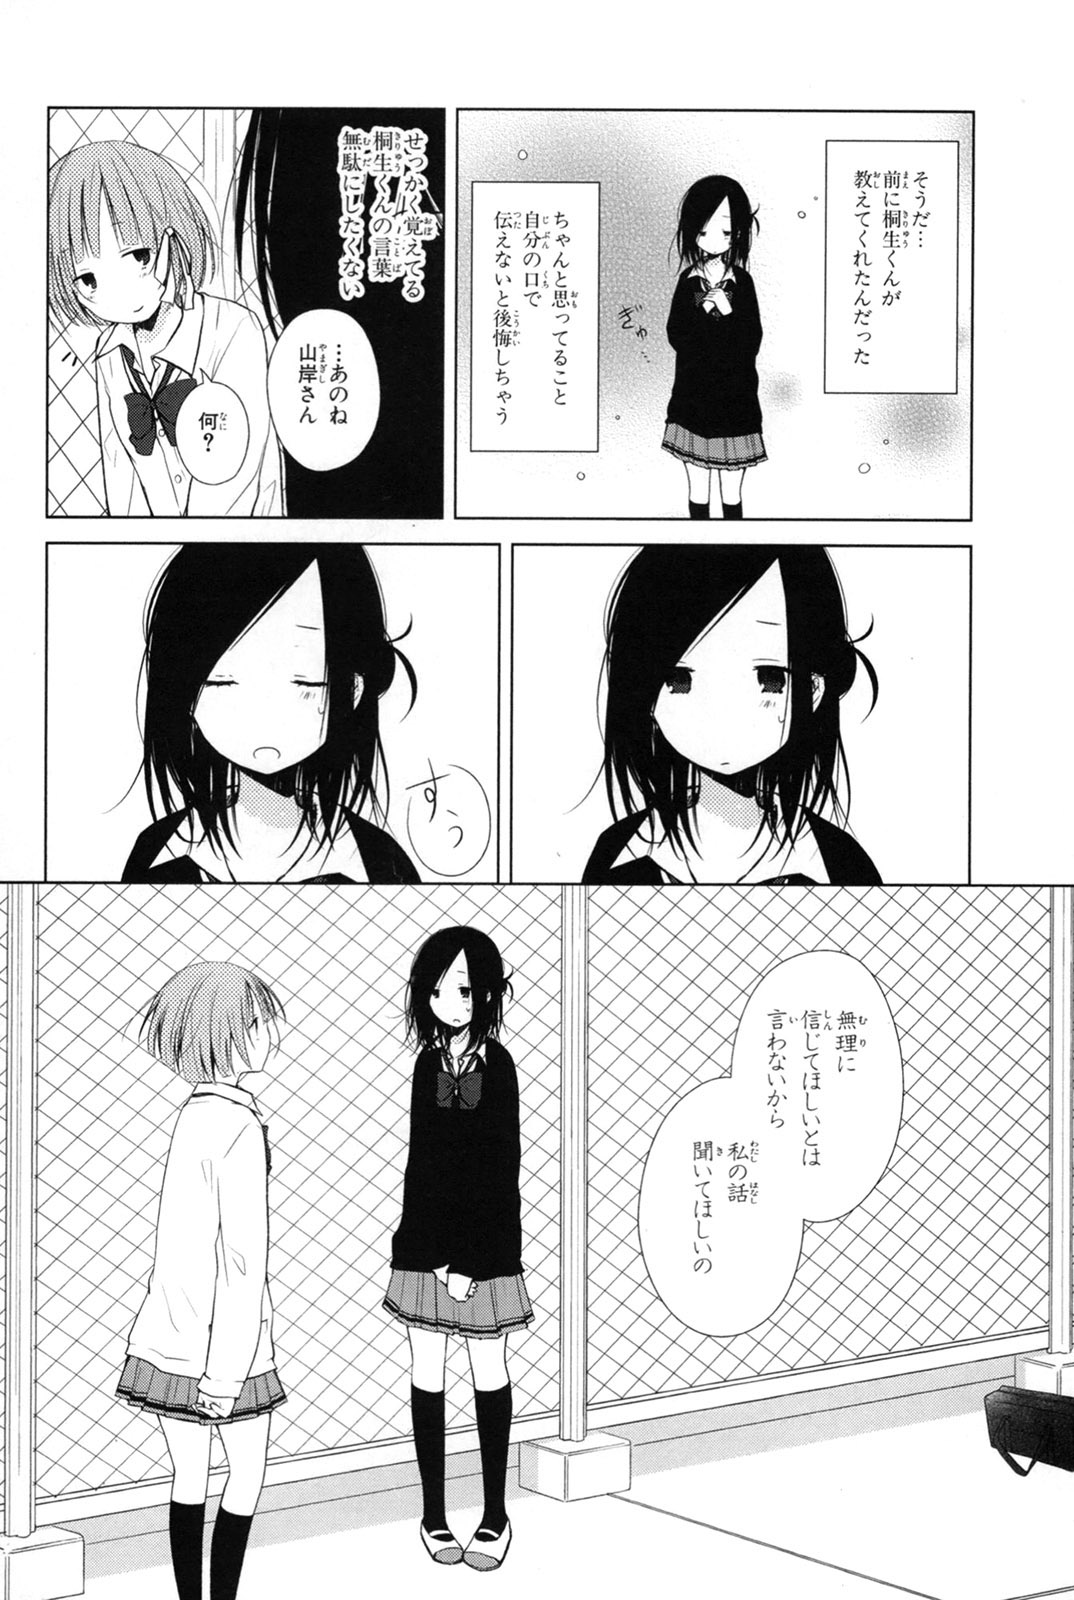 そうだ…
前に桐生くんが
教えてくれたんだった
ぎゅ…
ちゃんと思ってること
自分の口で
伝えないと後悔しちゃう
せっかく覚えてる
桐生くんの言葉
無駄にしたくない
…あのね
山岸さん
何?
すぅ
無理に
信じてほしいとは
言わないから
私の話
聞いてほしいの